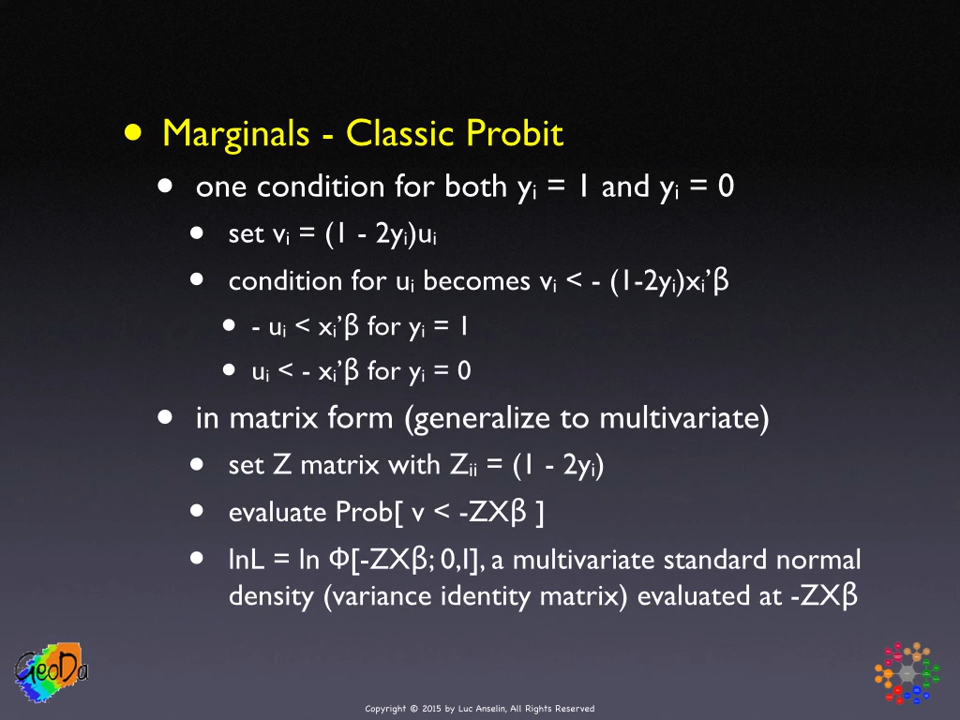 • Marginals - Classic Probit
• one condition for both yᵢ = 1 and yᵢ = 0
• set vᵢ = (1 - 2yᵢ)uᵢ
• condition for uᵢ becomes vᵢ < - (1-2yᵢ)xᵢ’β
• - uᵢ < xᵢ’β for yᵢ = 1
• uᵢ < - xᵢ’β for yᵢ = 0
• in matrix form (generalize to multivariate)
• set Z matrix with Zᵢᵢ = (1 - 2yᵢ)
• evaluate Prob[ v < -ZXβ ]
• lnL = ln Φ[-ZXβ; 0,I], a multivariate standard normal
density (variance identity matrix) evaluated at -ZXβ
GeoDa
Copyright © 2015 by Luc Anselin, All Rights Reserved